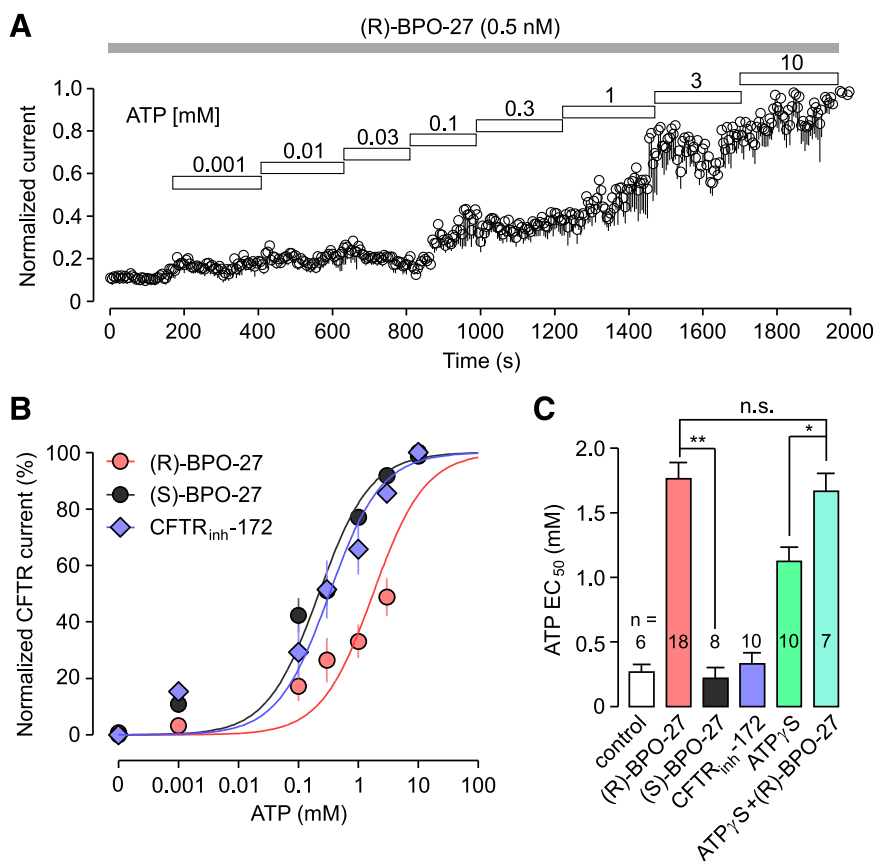 A
(R)-BPO-27 (0.5 nM)
ATP [mM]
0.001
0.01
0.03
0.1
0.3
1
3
10
Normalized current
1.0
0.8
0.6
0.4
0.2
0
0 200 400 600 800 1000 1200 1400 1600 1800 2000
Time (s)
B
(R)-BPO-27
(S)-BPO-27
CFTRinh-172
Normalized CFTR current (%)
100
80
60
40
20
0
0 0.001 0.01 0.1 1 10 100
ATP (mM)
C
n.s.
** *
ATP EC50 (mM)
2.0
1.5
1.0
0.5
0
n =
6 18 8 10 10 7
control
(R)-BPO-27
(S)-BPO-27
CFTRinh-172
ATPγS
ATPγS+(R)-BPO-27